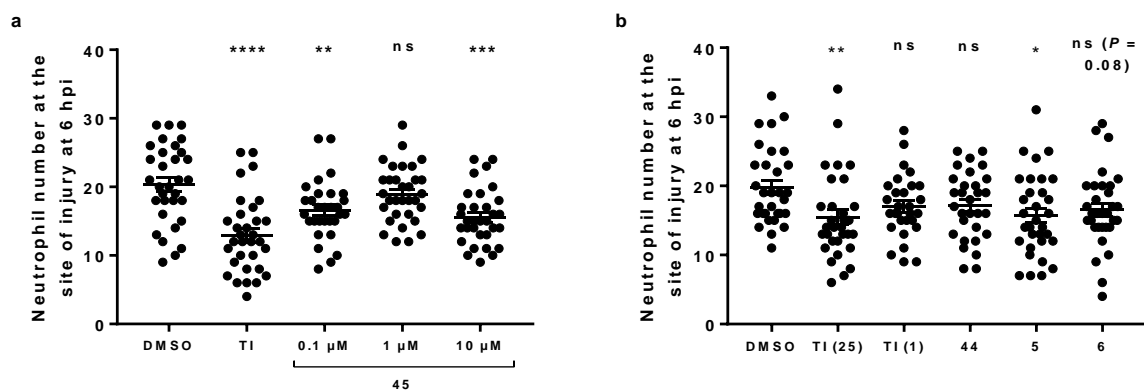 a
Neutrophil number at the
site of injury at 6 hpi
40
30
20
10
0
**** ** ns ***
DMSO TI 0.1 µM 1 µM 10 µM
45
b
Neutrophil number at the
site of injury at 6 hpi
40
30
20
10
0
** ns ns * ns (P =
0.08)
DMSO TI (25) TI (1) 44 5 6